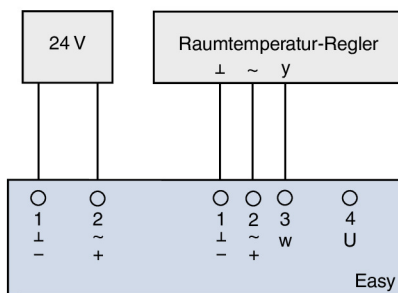 24 V Raumtemperatur-Regler
⊥ ~ y
1 2 1 2 3 4
⊥ ~ ⊥ ~ w U
− + − +
Easy